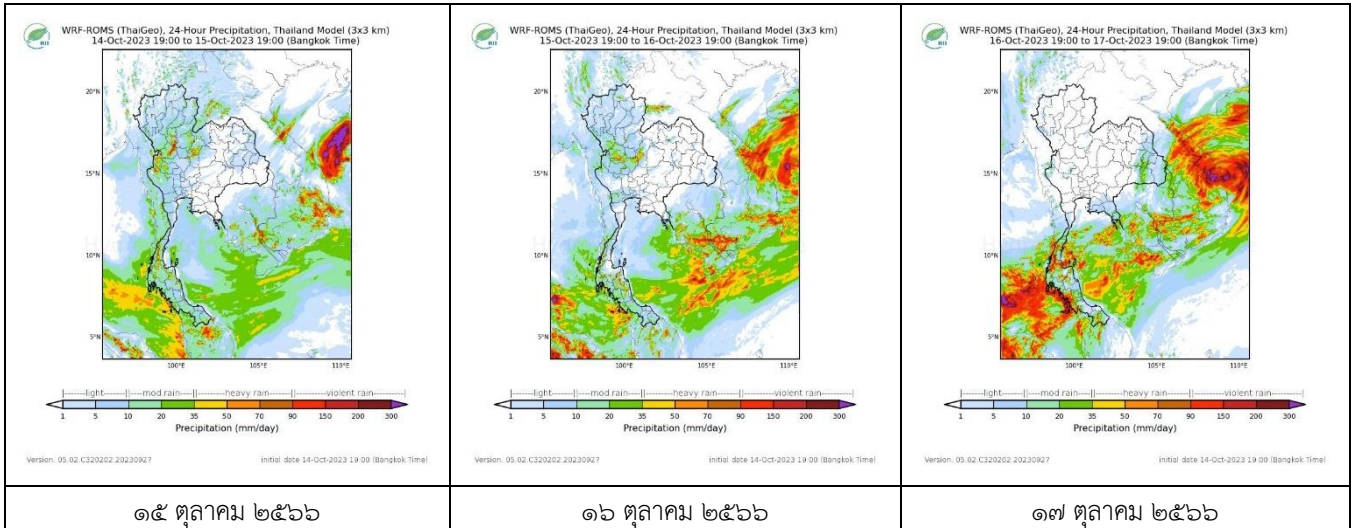 WRF-ROMS (ThaiGeo), 24-Hour Precipitation, Thailand Model (3x3 km)
14-Oct-2023 19:00 to 15-Oct-2023 19:00 (Bangkok Time)
20°N
15°N
10°N
5°N
100°E
105°E
110°E
light
mod rain
heavy rain
violent rain
1 5 10 20 35 50 70 90 150 200 300
Precipitation (mm/day)
Version: 05.02.C320202.20230927
initial date 14-Oct-2023 19:00 (Bangkok Time)
๑๕ ตุลาคม ๒๕๖๖
WRF-ROMS (ThaiGeo), 24-Hour Precipitation, Thailand Model (3x3 km)
15-Oct-2023 19:00 to 16-Oct-2023 19:00 (Bangkok Time)
20°N
15°N
10°N
5°N
100°E
105°E
110°E
light
mod rain
heavy rain
violent rain
1 5 10 20 35 50 70 90 150 200 300
Precipitation (mm/day)
Version: 05.02.C320202.20230927
initial date 14-Oct-2023 19:00 (Bangkok Time)
๑๖ ตุลาคม ๒๕๖๖
WRF-ROMS (ThaiGeo), 24-Hour Precipitation, Thailand Model (3x3 km)
16-Oct-2023 19:00 to 17-Oct-2023 19:00 (Bangkok Time)
20°N
15°N
10°N
5°N
100°E
105°E
110°E
light
mod rain
heavy rain
violent rain
1 5 10 20 35 50 70 90 150 200 300
Precipitation (mm/day)
Version: 05.02.C320202.20230927
initial date 14-Oct-2023 19:00 (Bangkok Time)
๑๗ ตุลาคม ๒๕๖๖